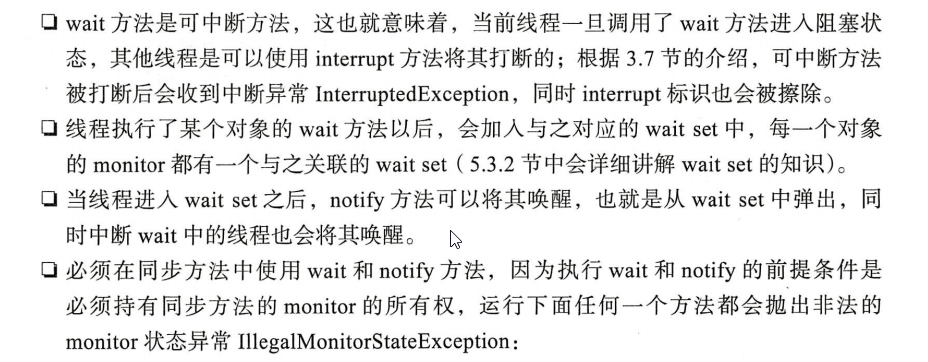 ❏ wait 方法是可中断方法，这也就意味着，当前线程一旦调用了 wait 方法进入阻塞状
态，其他线程是可以使用 interrupt 方法将其打断的；根据 3.7 节的介绍，可中断方法
被打断后会收到中断异常 InterruptedException，同时 interrupt 标识也会被擦除。
❏ 线程执行了某个对象的 wait 方法以后，会加入与之对应的 wait set 中，每一个对象
的 monitor 都有一个与之关联的 wait set（5.3.2 节中会详细讲解 wait set 的知识）。
❏ 当线程进入 wait set 之后，notify 方法可以将其唤醒，也就是从 wait set 中弹出，同
时中断 wait 中的线程也会将其唤醒。
❏ 必须在同步方法中使用 wait 和 notify 方法，因为执行 wait 和 notify 的前提条件是
必须持有同步方法的 monitor 的所有权，运行下面任何一个方法都会抛出非法的
monitor 状态异常 IllegalMonitorStateException：